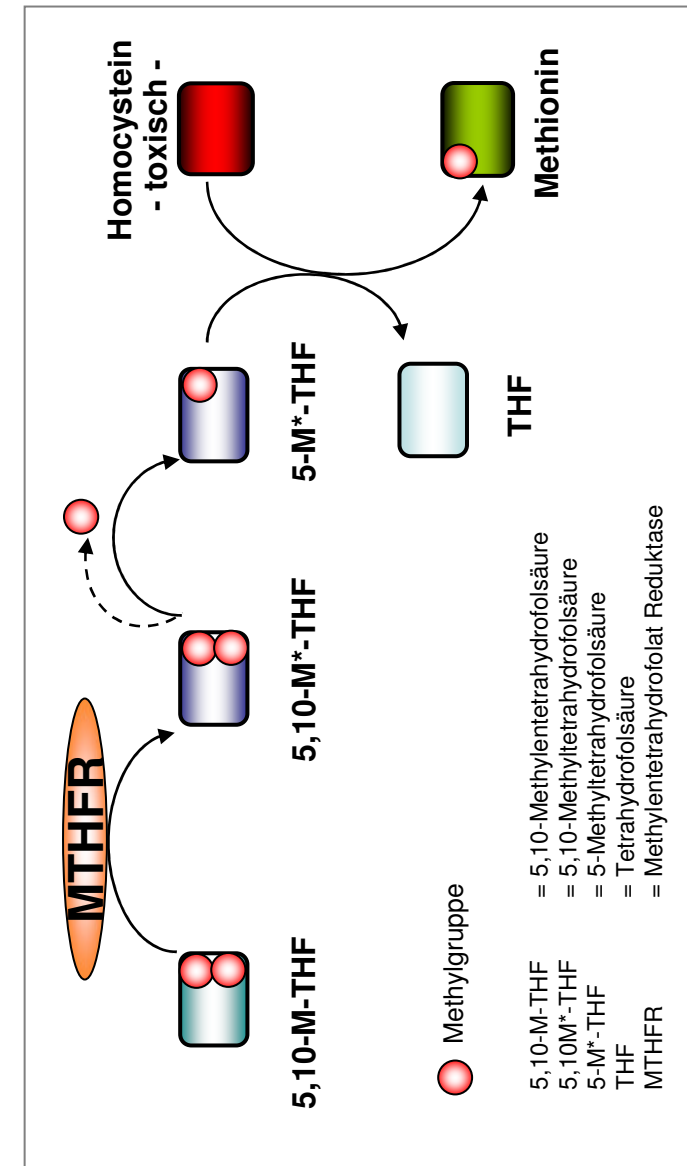 MTHFR
Homocystein
- toxisch -
5,10-M-THF
5,10-M*-THF
5-M*-THF
THF
Methionin
Methylgruppe
5,10-M-THF = 5,10-Methylentetrahydrofolsäure
5,10M*-THF = 5,10-Methyltetrahydrofolsäure
5-M*-THF = 5-Methyltetrahydrofolsäure
THF = Tetrahydrofolsäure
MTHFR = Methylentetrahydrofolat Reduktase